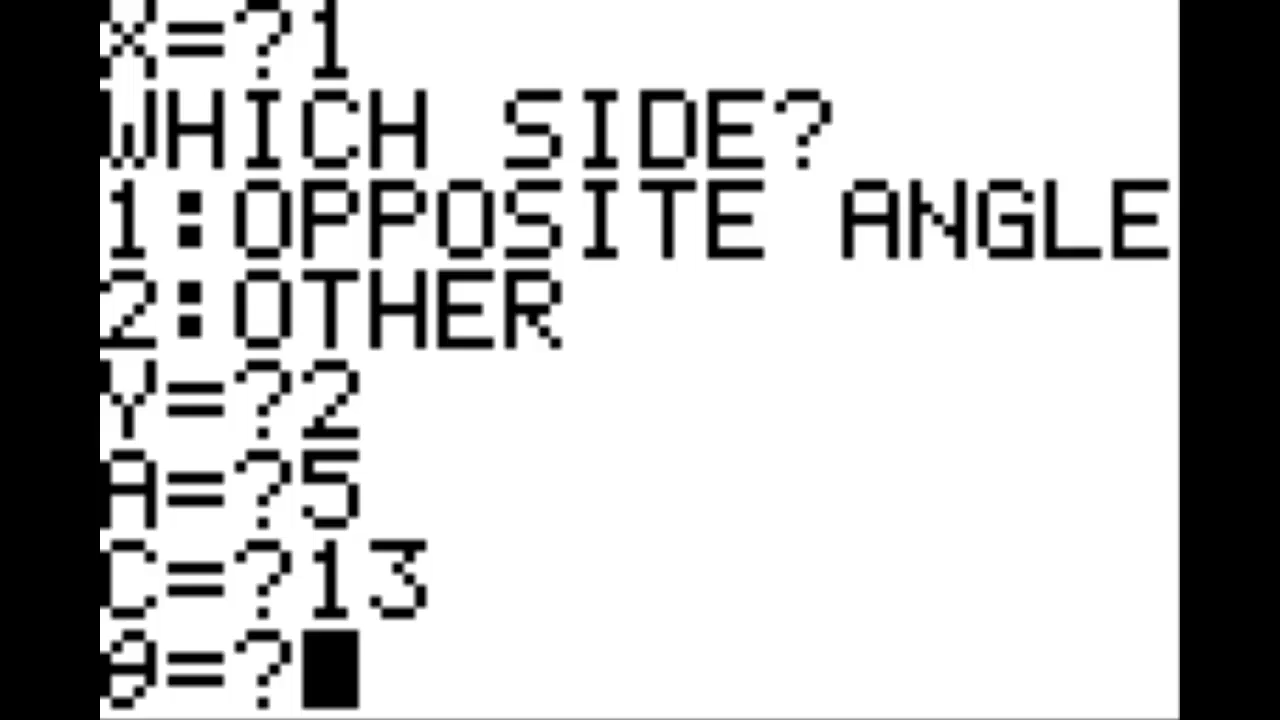 X=?1
WHICH SIDE?
1:OPPOSITE ANGLE
2:OTHER
Y=?2
A=?5
C=?13
θ=?